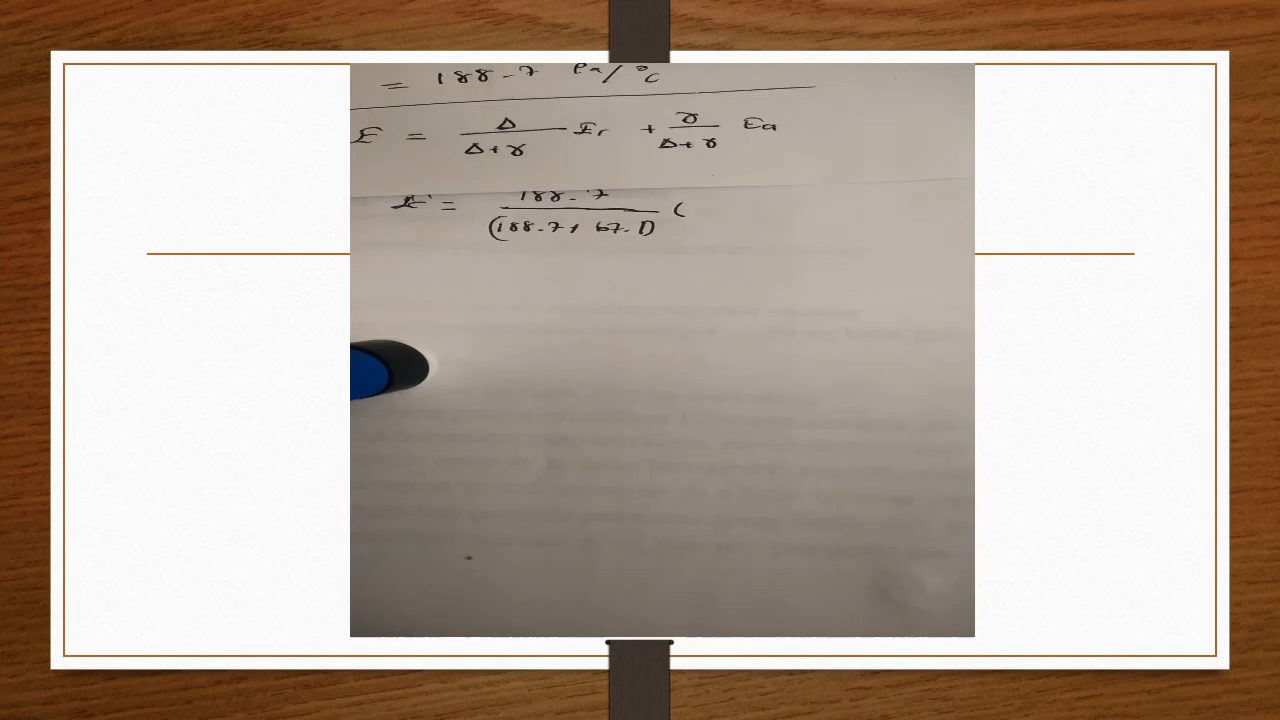 = 188.7 Pa/°C
E = Δ/(Δ+γ) Er + γ/(Δ+γ) Ea
E = 188.7/(188.7+67.1) (